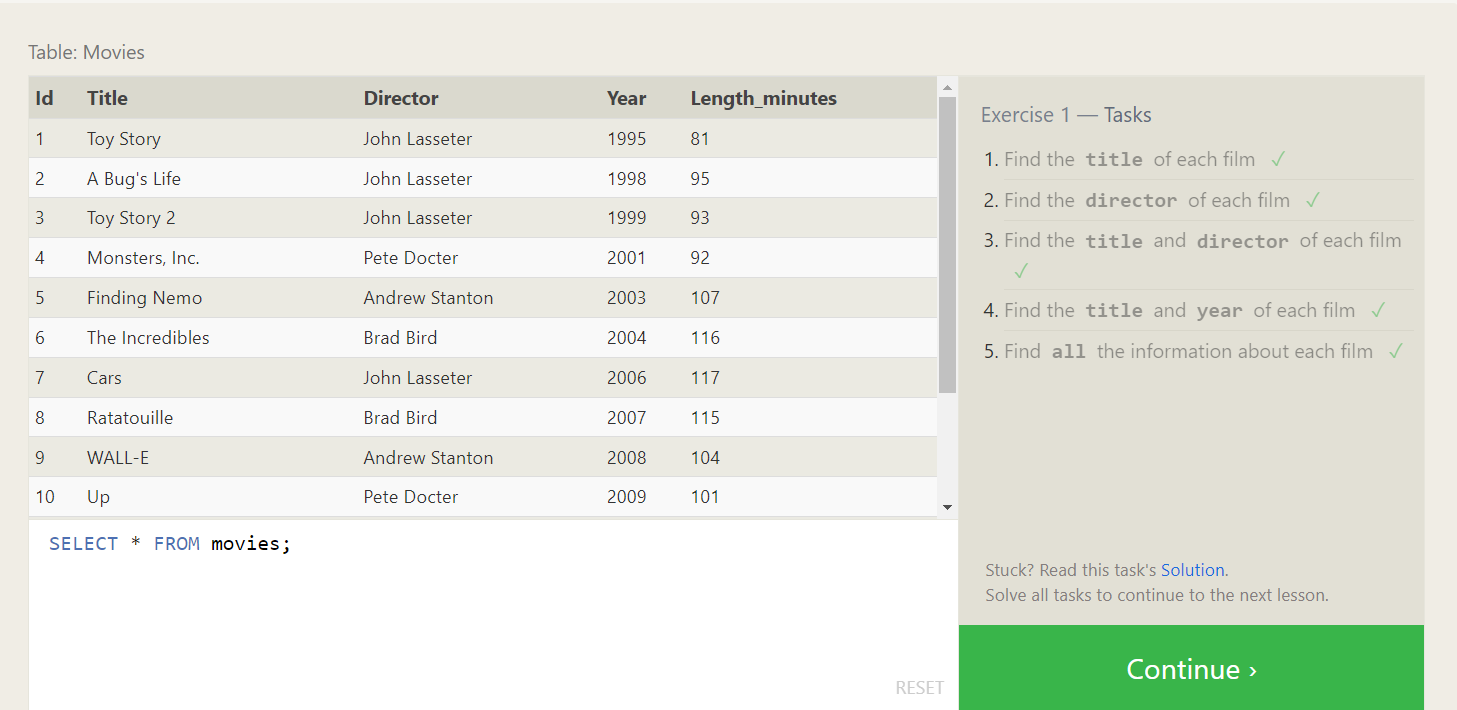 Table: Movies
Id Title Director Year Length_minutes
1 Toy Story John Lasseter 1995 81
2 A Bug's Life John Lasseter 1998 95
3 Toy Story 2 John Lasseter 1999 93
4 Monsters, Inc. Pete Docter 2001 92
5 Finding Nemo Andrew Stanton 2003 107
6 The Incredibles Brad Bird 2004 116
7 Cars John Lasseter 2006 117
8 Ratatouille Brad Bird 2007 115
9 WALL-E Andrew Stanton 2008 104
10 Up Pete Docter 2009 101
SELECT * FROM movies;
RESET
Exercise 1 — Tasks
1. Find the title of each film ✓
2. Find the director of each film ✓
3. Find the title and director of each film
✓
4. Find the title and year of each film ✓
5. Find all the information about each film ✓
Stuck? Read this task's Solution.
Solve all tasks to continue to the next lesson.
Continue ›